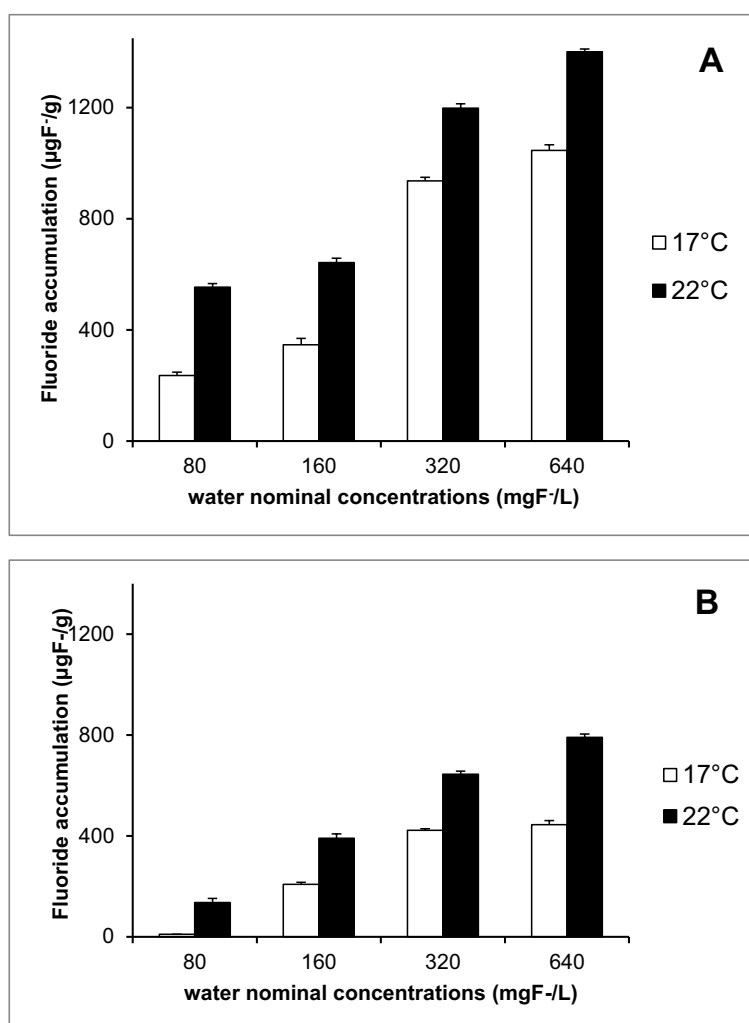 A
1200
800
400
0
Fluoride accumulation (µgF⁻/g)
17°C
22°C
80 160 320 640
water nominal concentrations (mgF⁻/L)
B
1200
800
400
0
Fluoride accumulation (µgF-/g)
17°C
22°C
80 160 320 640
water nominal concentrations (mgF-/L)